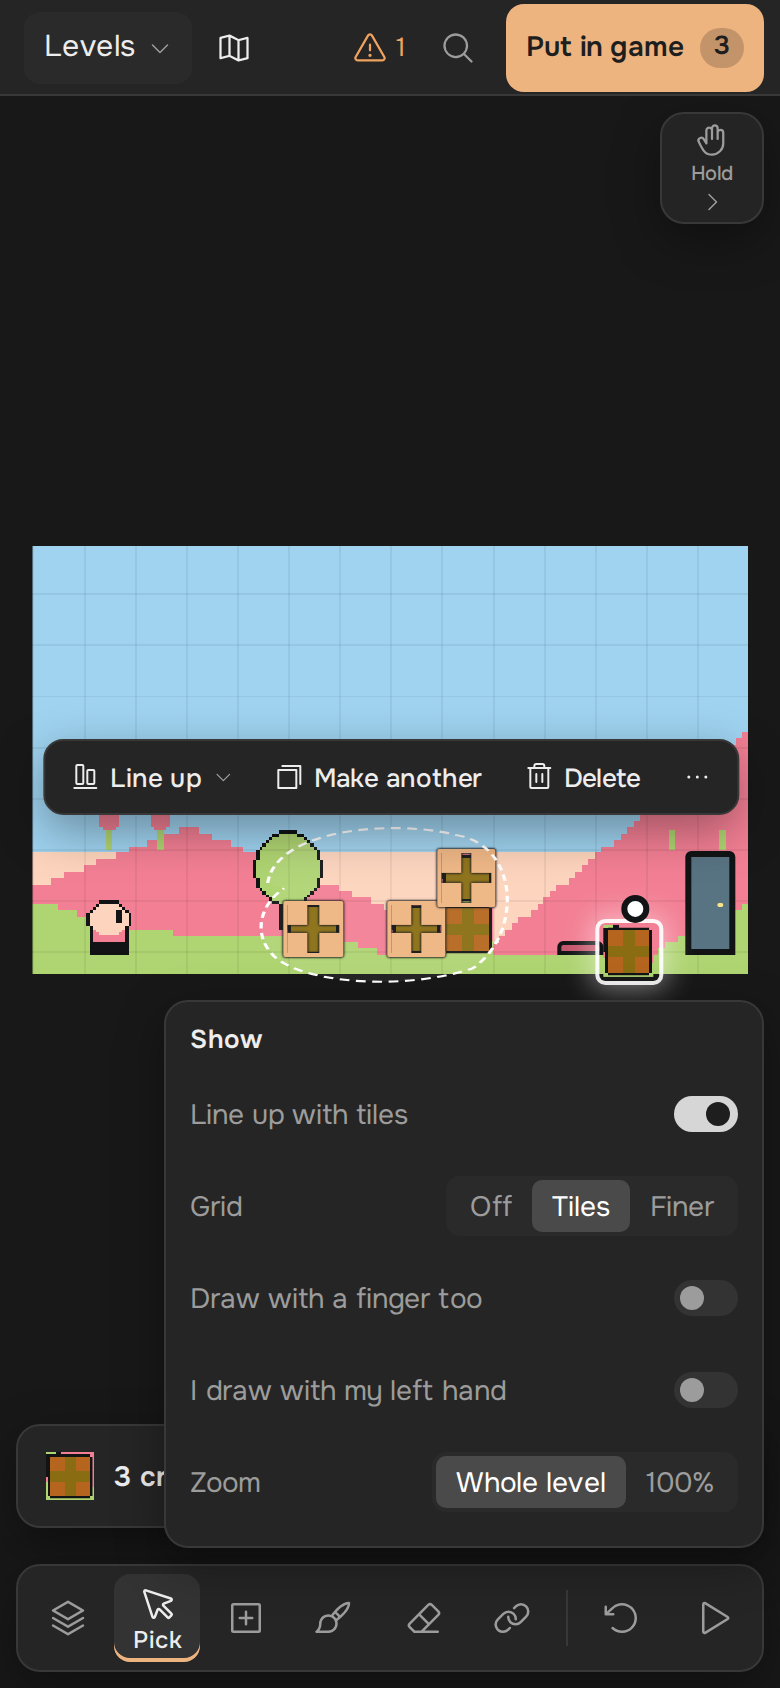 Levels
1
Put in game 3
Hold
Line up
Make another
Delete
Show
Line up with tiles
Grid
Off
Tiles
Finer
Draw with a finger too
I draw with my left hand
3 cr
Zoom
Whole level
100%
Pick